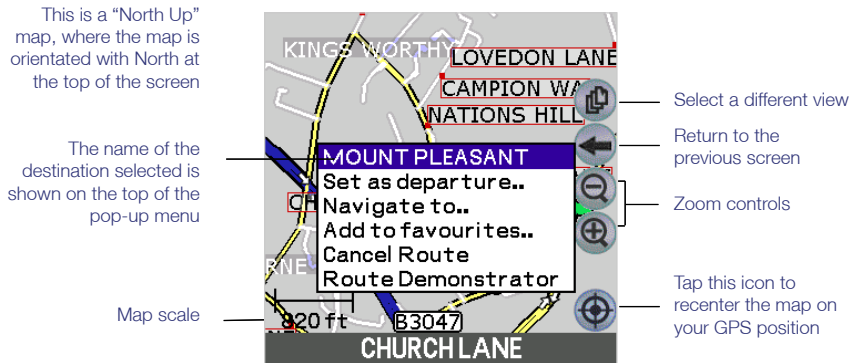 This is a “North Up”
map, where the map is
orientated with North at
the top of the screen
The name of the
destination selected is
shown on the top of the
pop-up menu
Map scale
KINGS WORTHY
LOVEDON LANE
CAMPION WA
NATIONS HILL
MOUNT PLEASANT
Set as departure..
Navigate to..
CH
Add to favourites..
Cancel Route
Route Demonstrator
RNE
820 ft
B3047
CHURCH LANE
Select a different view
Return to the
previous screen
Zoom controls
Tap this icon to
recenter the map on
your GPS position